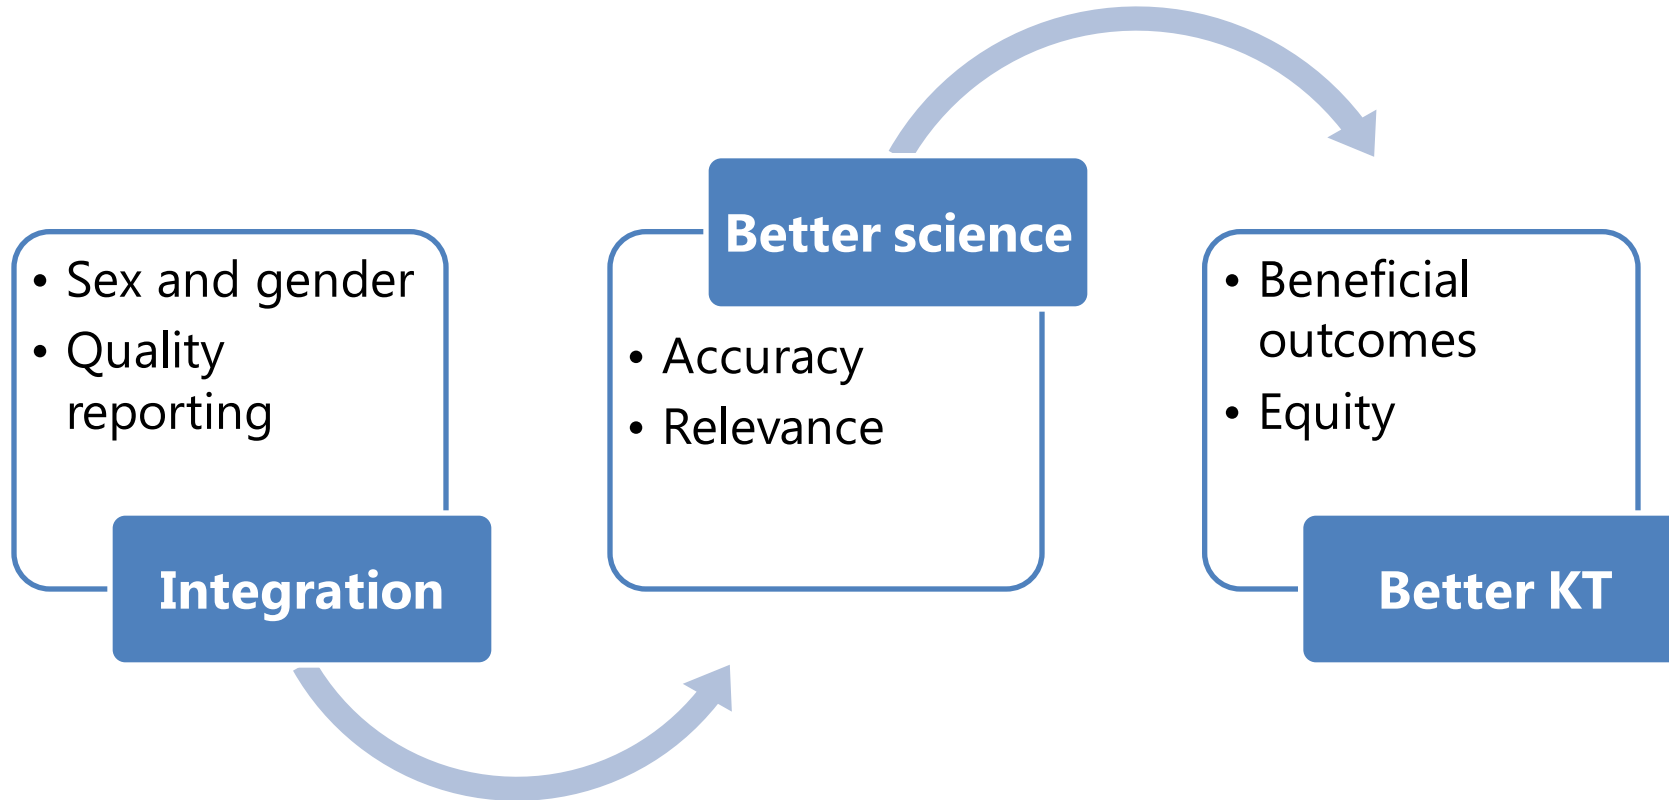 • Sex and gender
• Quality
reporting
Integration
Better science
• Accuracy
• Relevance
• Beneficial
outcomes
• Equity
Better KT